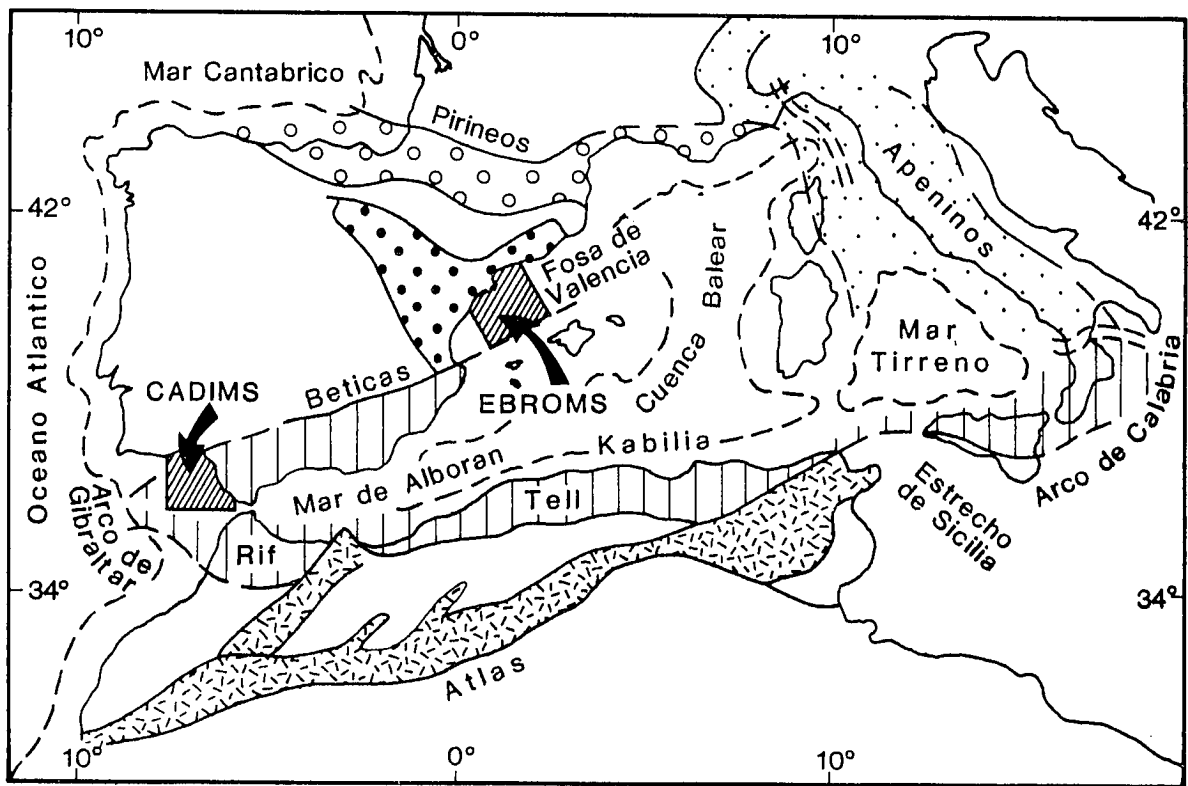 10°
0°
10°
Mar Cantabrico
Pirineos
Apeninos
42°
42°
Oceano Atlantico
Fosa de
Valencia
Cuenca Balear
Mar
Tirreno
CADIMS
Beticas
EBROMS
Arco de Calabria
Kabilia
Mar de Alboran
Tell
Estrecho
de Sicilia
Arco de
Gibraltar
Rif
34°
34°
Atlas
10°
0°
10°